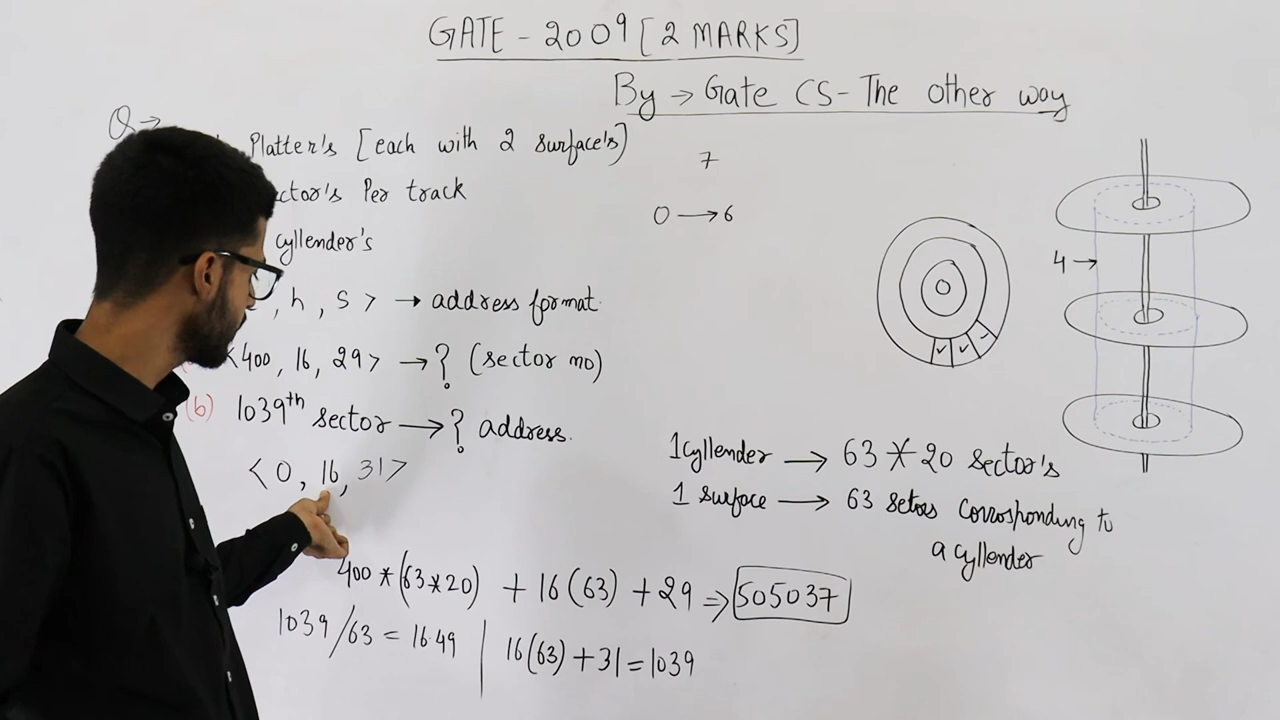 GATE - 2009 [2 MARKS]
By → Gate CS - The other way
Q →
Platter's [each with 2 surface's]
ctor's Per track
cyllender's
, h, s > → address format
<400, 16, 29> → ? (sector no)
(b) 1039th sector → ? address.
<0, 16, 31>
7
0 → 6
4 →
1 cyllender → 63 * 20 sector's
1 surface → 63 setors corrosponding to
a cyllender
400 * (63*20) + 16(63) + 29 ⇒ 505037
1039/63 = 16.49 | 16(63) + 31 = 1039